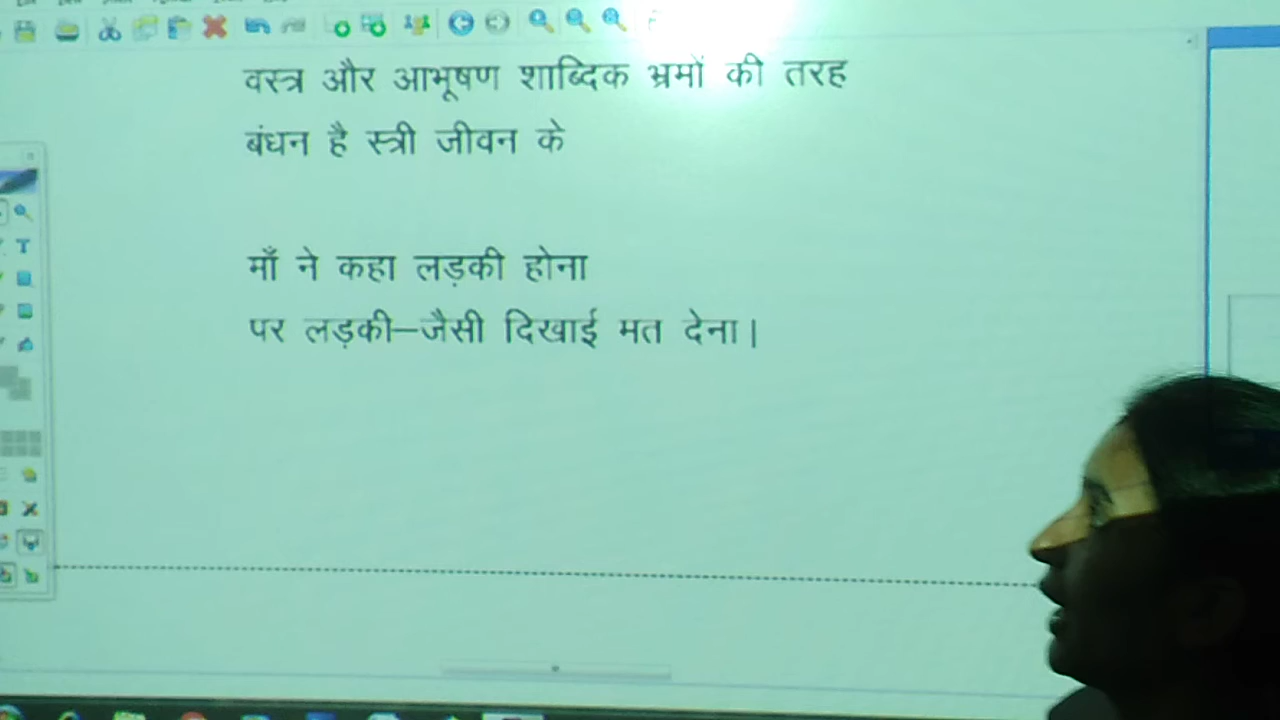 वस्त्र और आभूषण शाब्दिक भ्रमों की तरह
बंधन है स्त्री जीवन के
माँ ने कहा लड़की होना
पर लड़की–जैसी दिखाई मत देना।